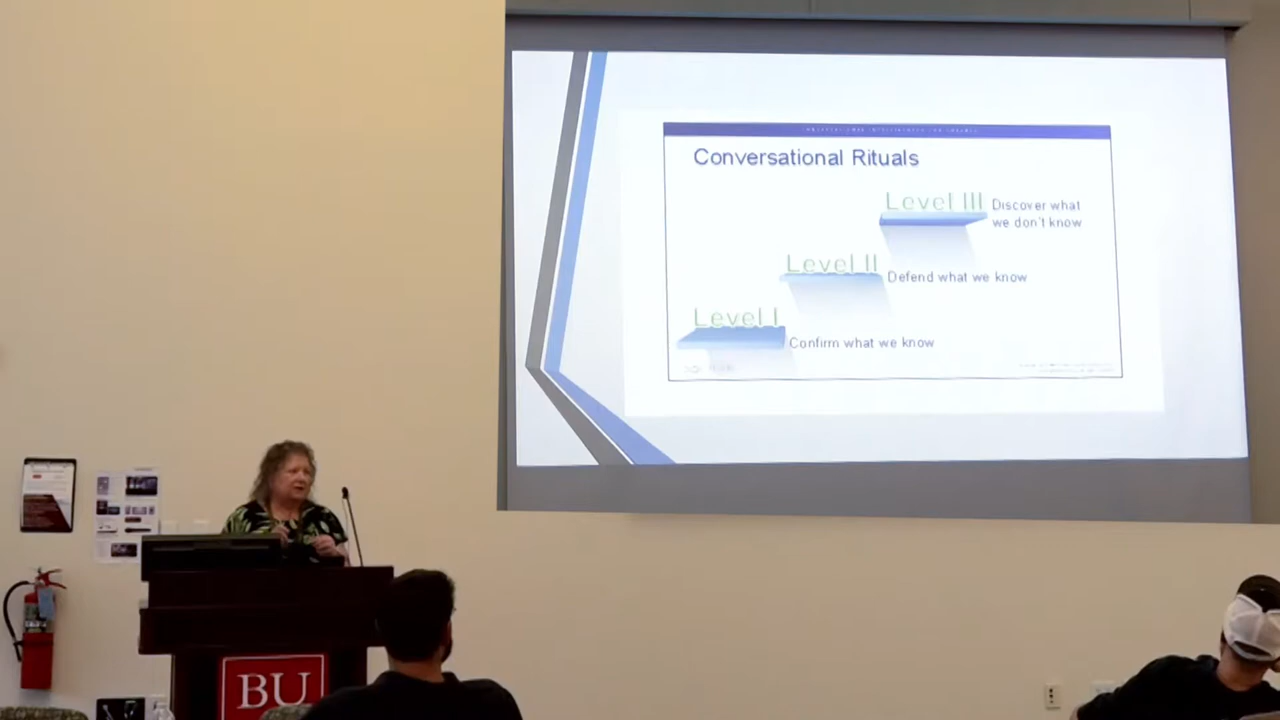 Conversational Rituals
Level III
Discover what
we don't know
Level II
Defend what we know
Level I
Confirm what we know
BU